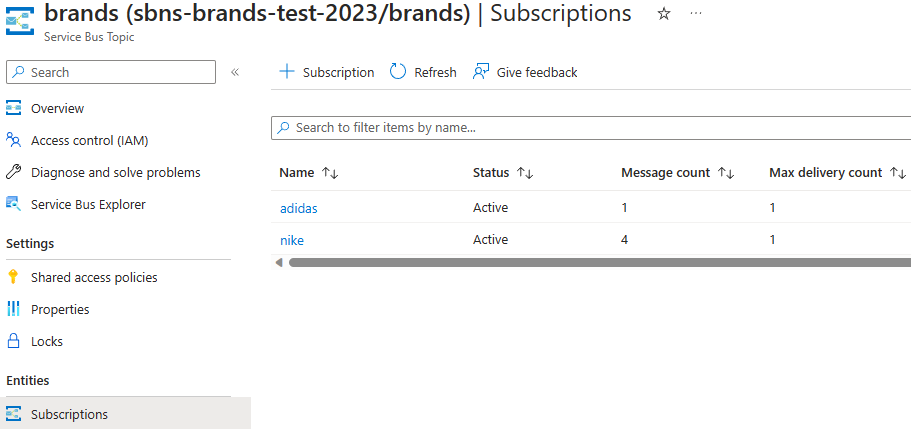 brands (sbns-brands-test-2023/brands) | Subscriptions
Service Bus Topic
Search
Overview
Access control (IAM)
Diagnose and solve problems
Service Bus Explorer
Settings
Shared access policies
Properties
Locks
Entities
Subscriptions
Subscription Refresh Give feedback
Search to filter items by name...
Name Status Message count Max delivery count
adidas Active 1 1
nike Active 4 1